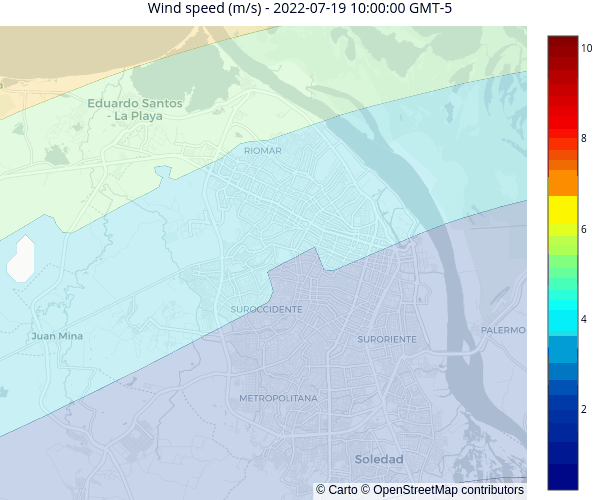 Wind speed (m/s) - 2022-07-19 10:00:00 GMT-5
10
Eduardo Santos
- La Playa
8
RIOMAR
6
SUROCCIDENTE
4
PALERMO
Juan Mina
SURORIENTE
METROPOLITANA
2
Soledad
© Carto © OpenStreetMap contributors